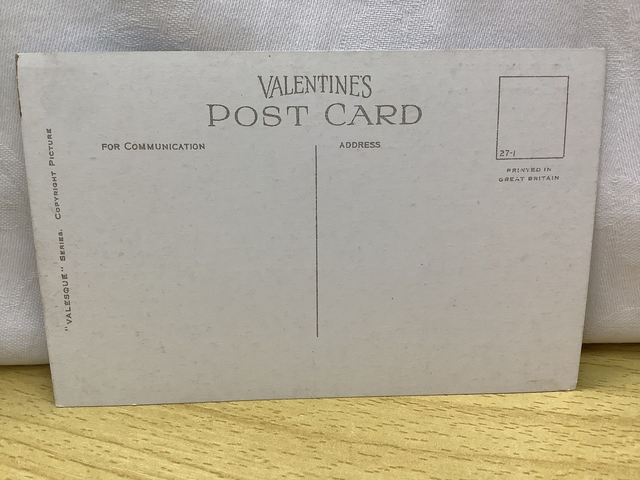 VALENTINE'S
POST CARD
FOR COMMUNICATION
ADDRESS
27-1
PRINTED IN
GREAT BRITAIN
"VALESQUE" SERIES. COPYRIGHT PICTURE